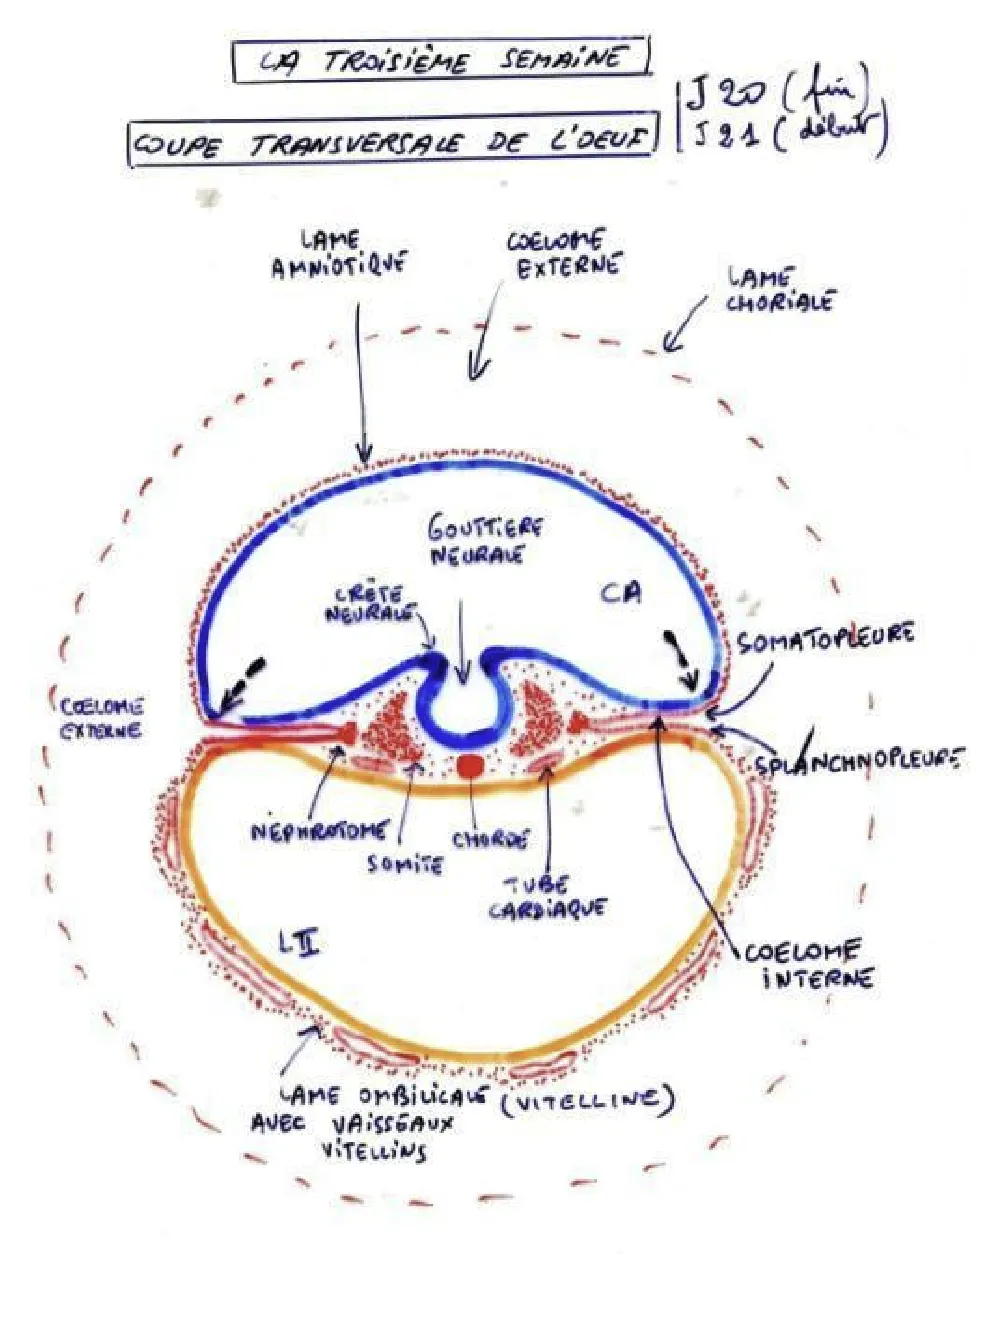 LA TROISIÈME SEMAINE
COUPE TRANSVERSALE DE L'OEUF
J 20 (fin)
J 21 (début)
LAME
AMNIOTIQUE
COELOME
EXTERNE
LAME
CHORIALE
GOUTTIERE
NEURALE
CRÊTE
NEURALE
CA
SOMATOPLEURE
COELOME
EXTERNE
SPLANCHNOPLEURE
NEPHROTOME
SOMITE
CHORDE
TUBE
CARDIAQUE
LII
COELOME
INTERNE
LAME OMBILICALE (VITELLINE)
AVEC VAISSEAUX
VITELLINS